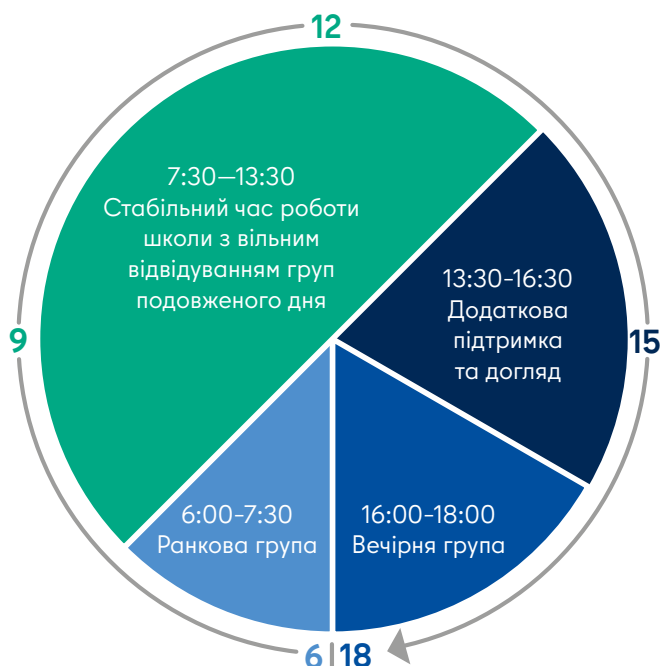 12
7:30—13:30
Стабільний час роботи
школи з вільним
відвідуванням груп
подовженого дня
13:30-16:30
Додаткова
підтримка
та догляд
9
15
6:00-7:30
Ранкова група
16:00-18:00
Вечірня група
6 | 18